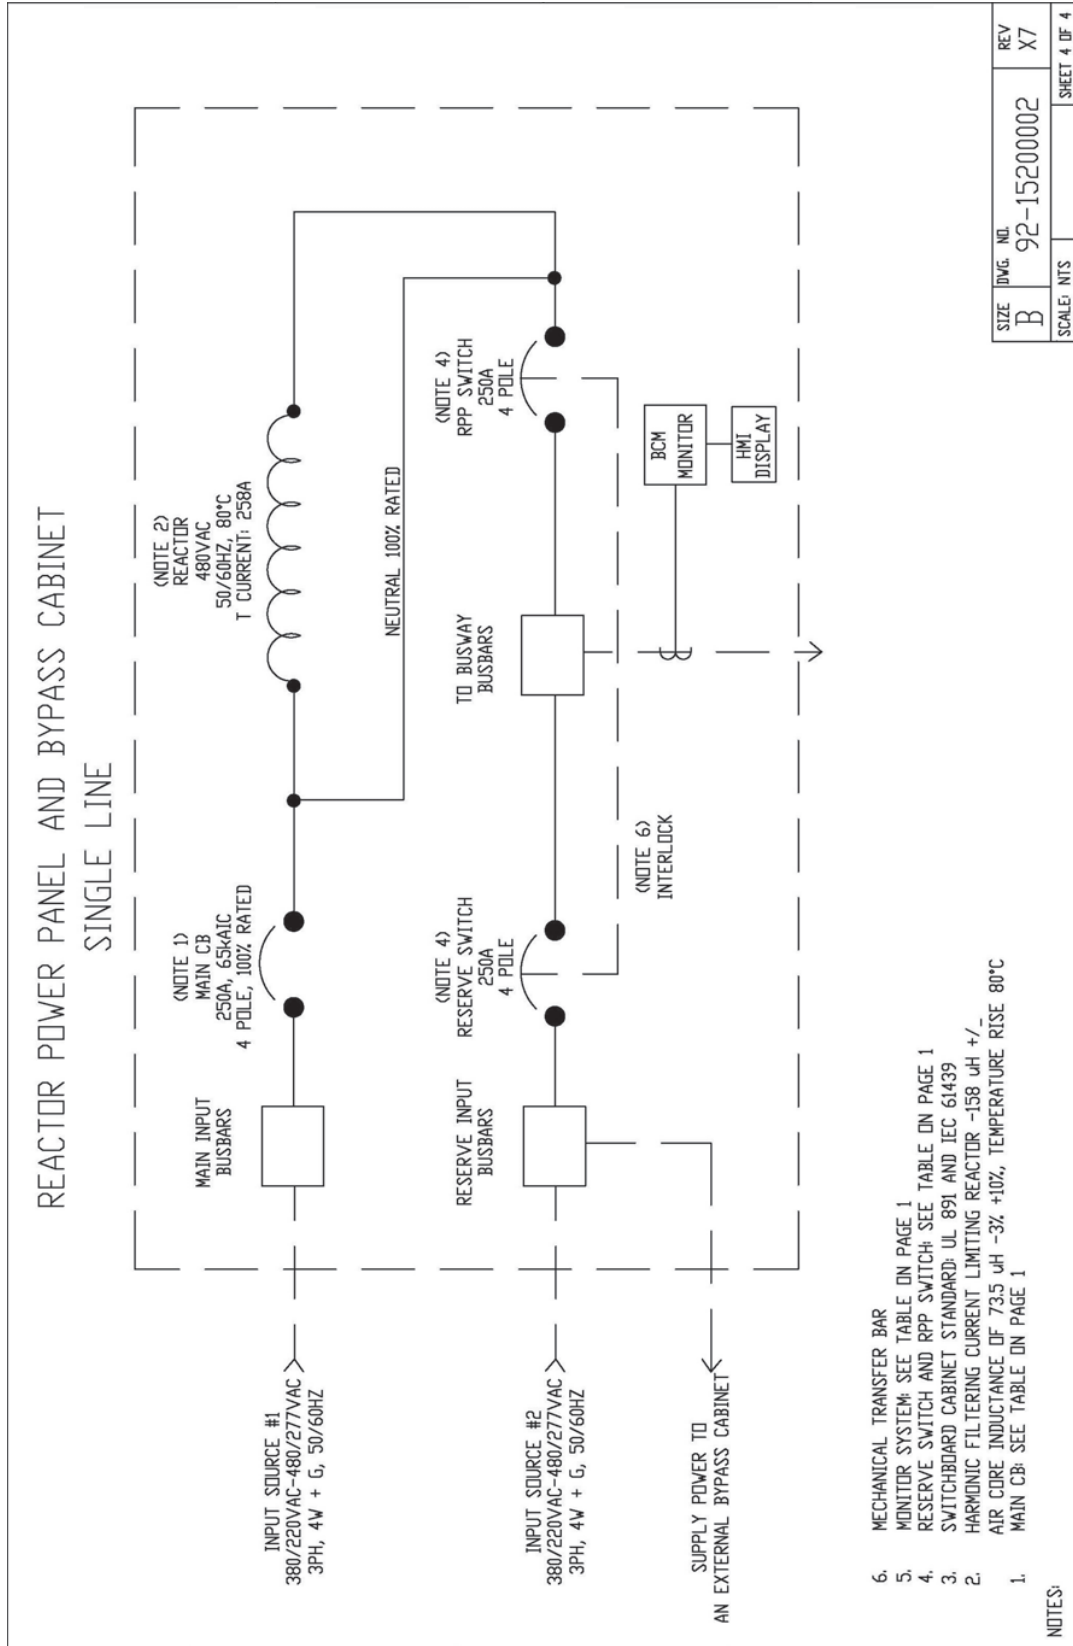 REACTOR POWER PANEL AND BYPASS CABINET
SINGLE LINE
INPUT SOURCE #1
380/220VAC-480/277VAC
3PH, 4W + G, 50/60HZ
MAIN INPUT
BUSBARS
(NOTE 1)
MAIN CB
250A, 65kAIC
4 POLE, 100% RATED
(NOTE 2)
REACTOR
480VAC
50/60HZ, 80°C
T CURRENT: 258A
NEUTRAL 100% RATED
INPUT SOURCE #2
380/220VAC-480/277VAC
3PH, 4W + G, 50/60HZ
RESERVE INPUT
BUSBARS
(NOTE 4)
RESERVE SWITCH
250A
4 POLE
TO BUSWAY
BUSBARS
(NOTE 4)
RPP SWITCH
250A
4 POLE
(NOTE 6)
INTERLOCK
BCM
MONITOR
HMI
DISPLAY
SUPPLY POWER TO
AN EXTERNAL BYPASS CABINET
6. MECHANICAL TRANSFER BAR
5. MONITOR SYSTEM: SEE TABLE ON PAGE 1
4. RESERVE SWITCH AND RPP SWITCH: SEE TABLE ON PAGE 1
3. SWITCHBOARD CABINET STANDARD: UL 891 AND IEC 61439
2. HARMONIC FILTERING CURRENT LIMITING REACTOR -158 uH +/_
AIR CORE INDUCTANCE OF 73.5 uH -3% +10%, TEMPERATURE RISE 80°C
1. MAIN CB: SEE TABLE ON PAGE 1
NOTES:
SIZE
B
DWG. NO.
92-15200002
REV
X7
SCALE: NTS
SHEET 4 OF 4